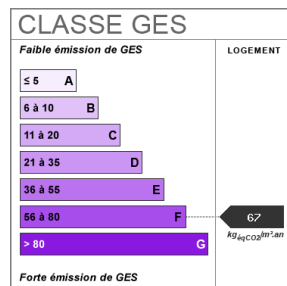 CLASSE GES
Faible émission de GES
LOGEMENT
≤ 5 A
6 à 10 B
11 à 20 C
21 à 35 D
36 à 55 E
56 à 80 F
67
kgéqCO2/m².an
> 80 G
Forte émission de GES